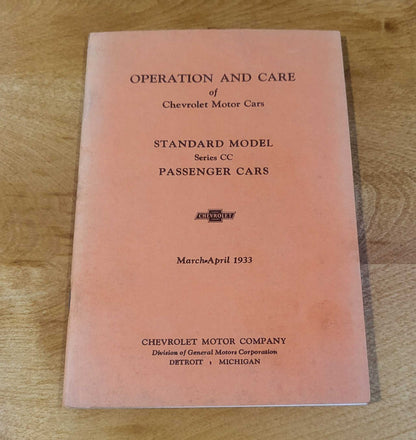 OPERATION AND CARE
of
Chevrolet Motor Cars
STANDARD MODEL
Series CC
PASSENGER CARS
CHEVROLET
March-April 1933
CHEVROLET MOTOR COMPANY
Division of General Motors Corporation
DETROIT , MICHIGAN